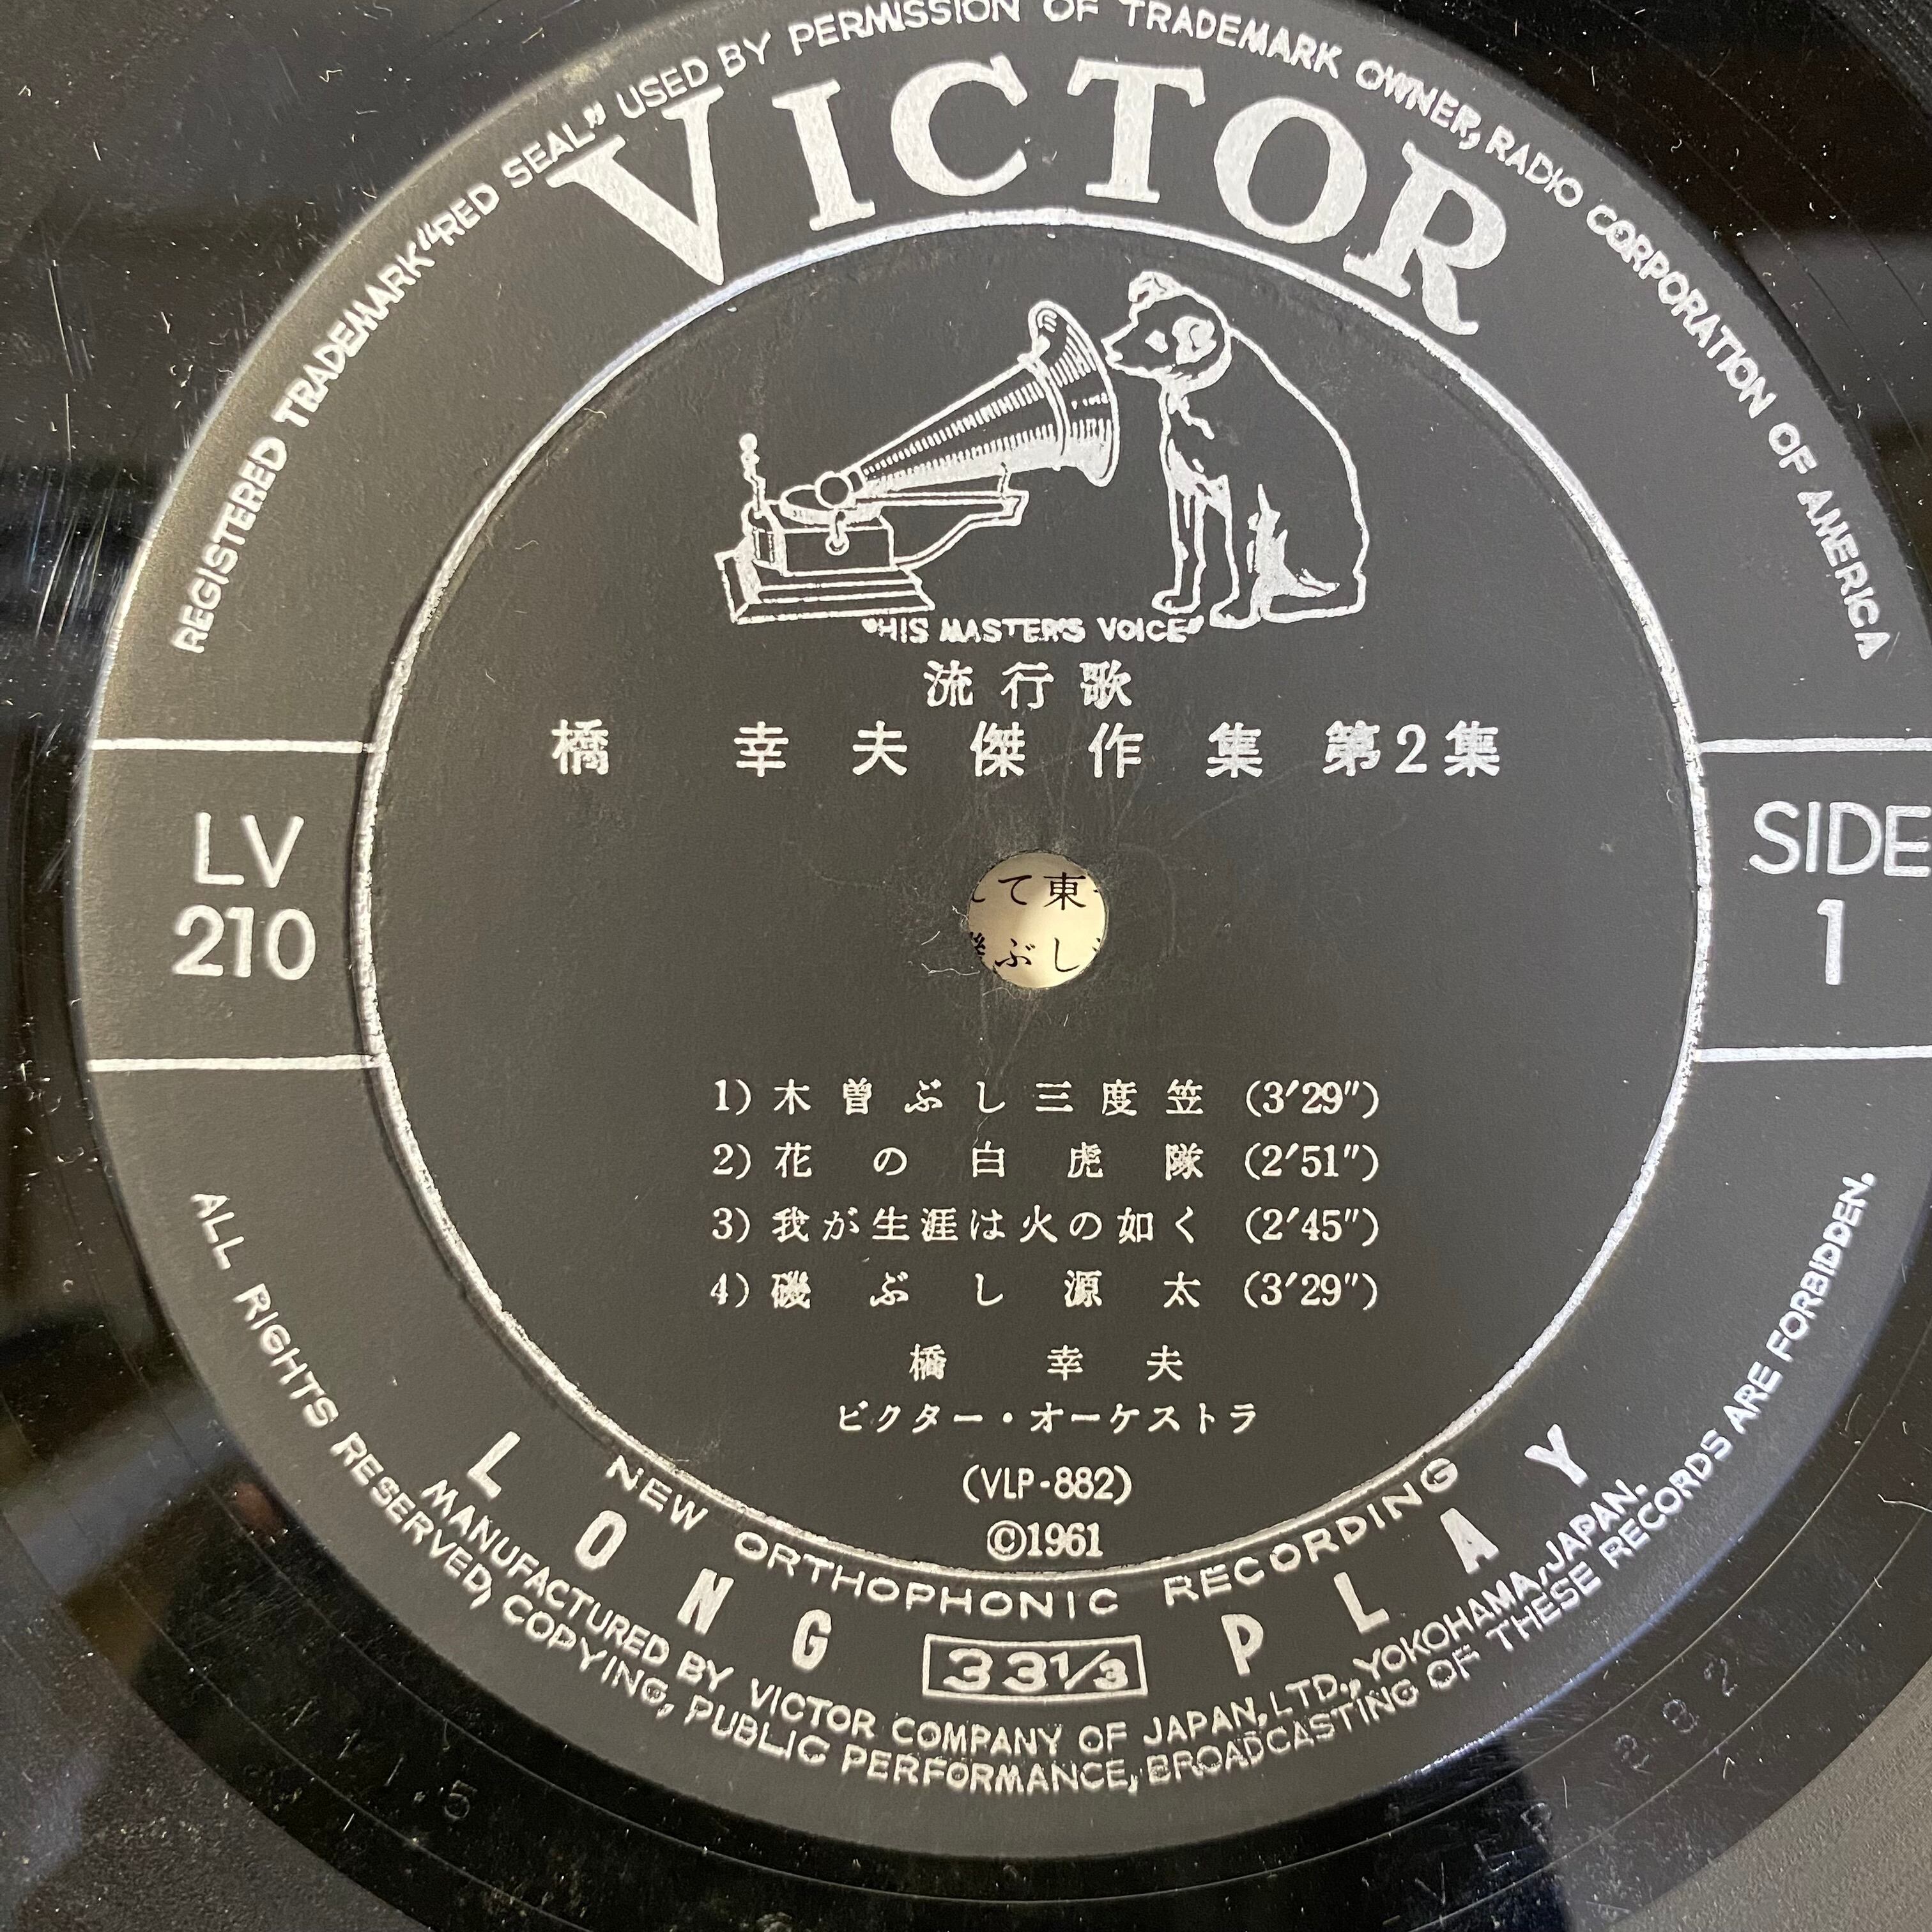 REGISTERED TRADEMARK "RED SEAL" USED BY PERMISSION OF TRADEMARK OWNER, RADIO CORPORATION OF AMERICA
VICTOR
"HIS MASTER'S VOICE"
流行歌
橋 幸夫傑作集 第2集
LV
210
SIDE
1
て東
ぶし
1) 木曽ぶし三度笠 (3′29″)
2) 花の白虎隊 (2′51″)
3) 我が生涯は火の如く (2′45″)
4) 磯ぶし源太 (3′29″)
橋 幸夫
ビクター・オーケストラ
(VLP-882)
©1961
NEW ORTHOPHONIC RECORDING
LONG 33⅓ PLAY
MANUFACTURED BY VICTOR COMPANY OF JAPAN, LTD., YOKOHAMA, JAPAN.
ALL RIGHTS RESERVED, COPYING, PUBLIC PERFORMANCE, BROADCASTING OF THESE RECORDS ARE FORBIDDEN.